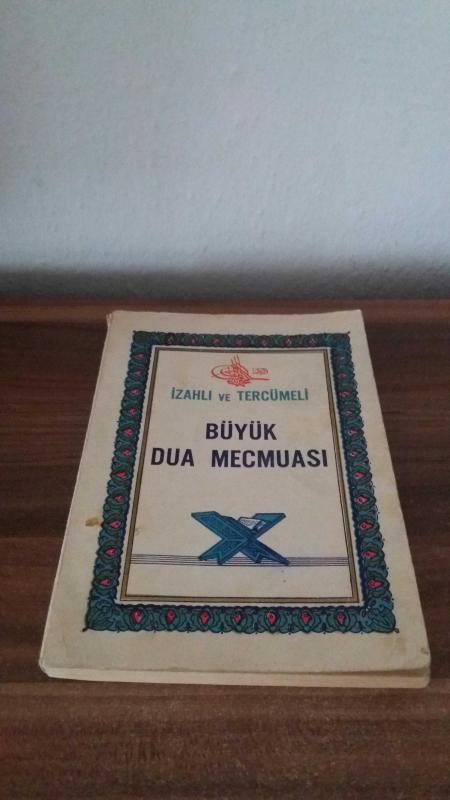 İZAHLI VE TERCÜMELİ
BÜYÜK
DUA MECMUASI